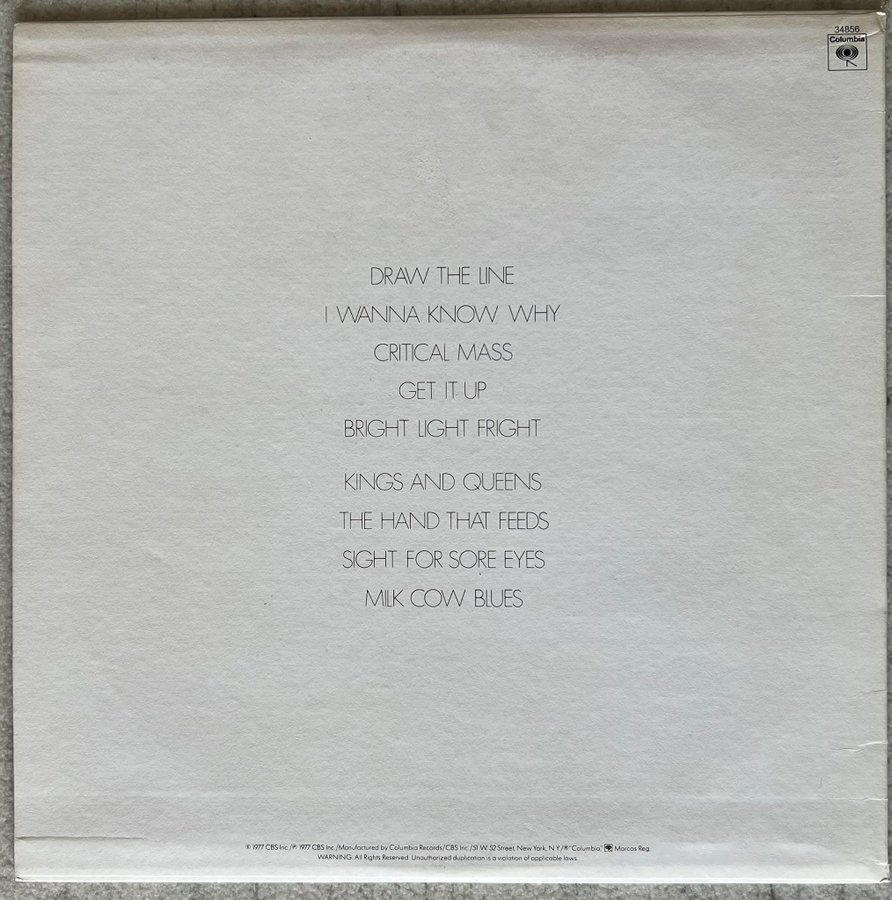 34856
Columbia
DRAW THE LINE
I WANNA KNOW WHY
CRITICAL MASS
GET IT UP
BRIGHT LIGHT FRIGHT
KINGS AND QUEENS
THE HAND THAT FEEDS
SIGHT FOR SORE EYES
MILK COW BLUES
© 1977 CBS Inc./℗ 1977 CBS Inc./Manufactured by Columbia Records/CBS Inc./51 W. 52 Street, New York, N.Y./® "Columbia," Marcas Reg.
WARNING: All Rights Reserved. Unauthorized duplication is a violation of applicable laws.